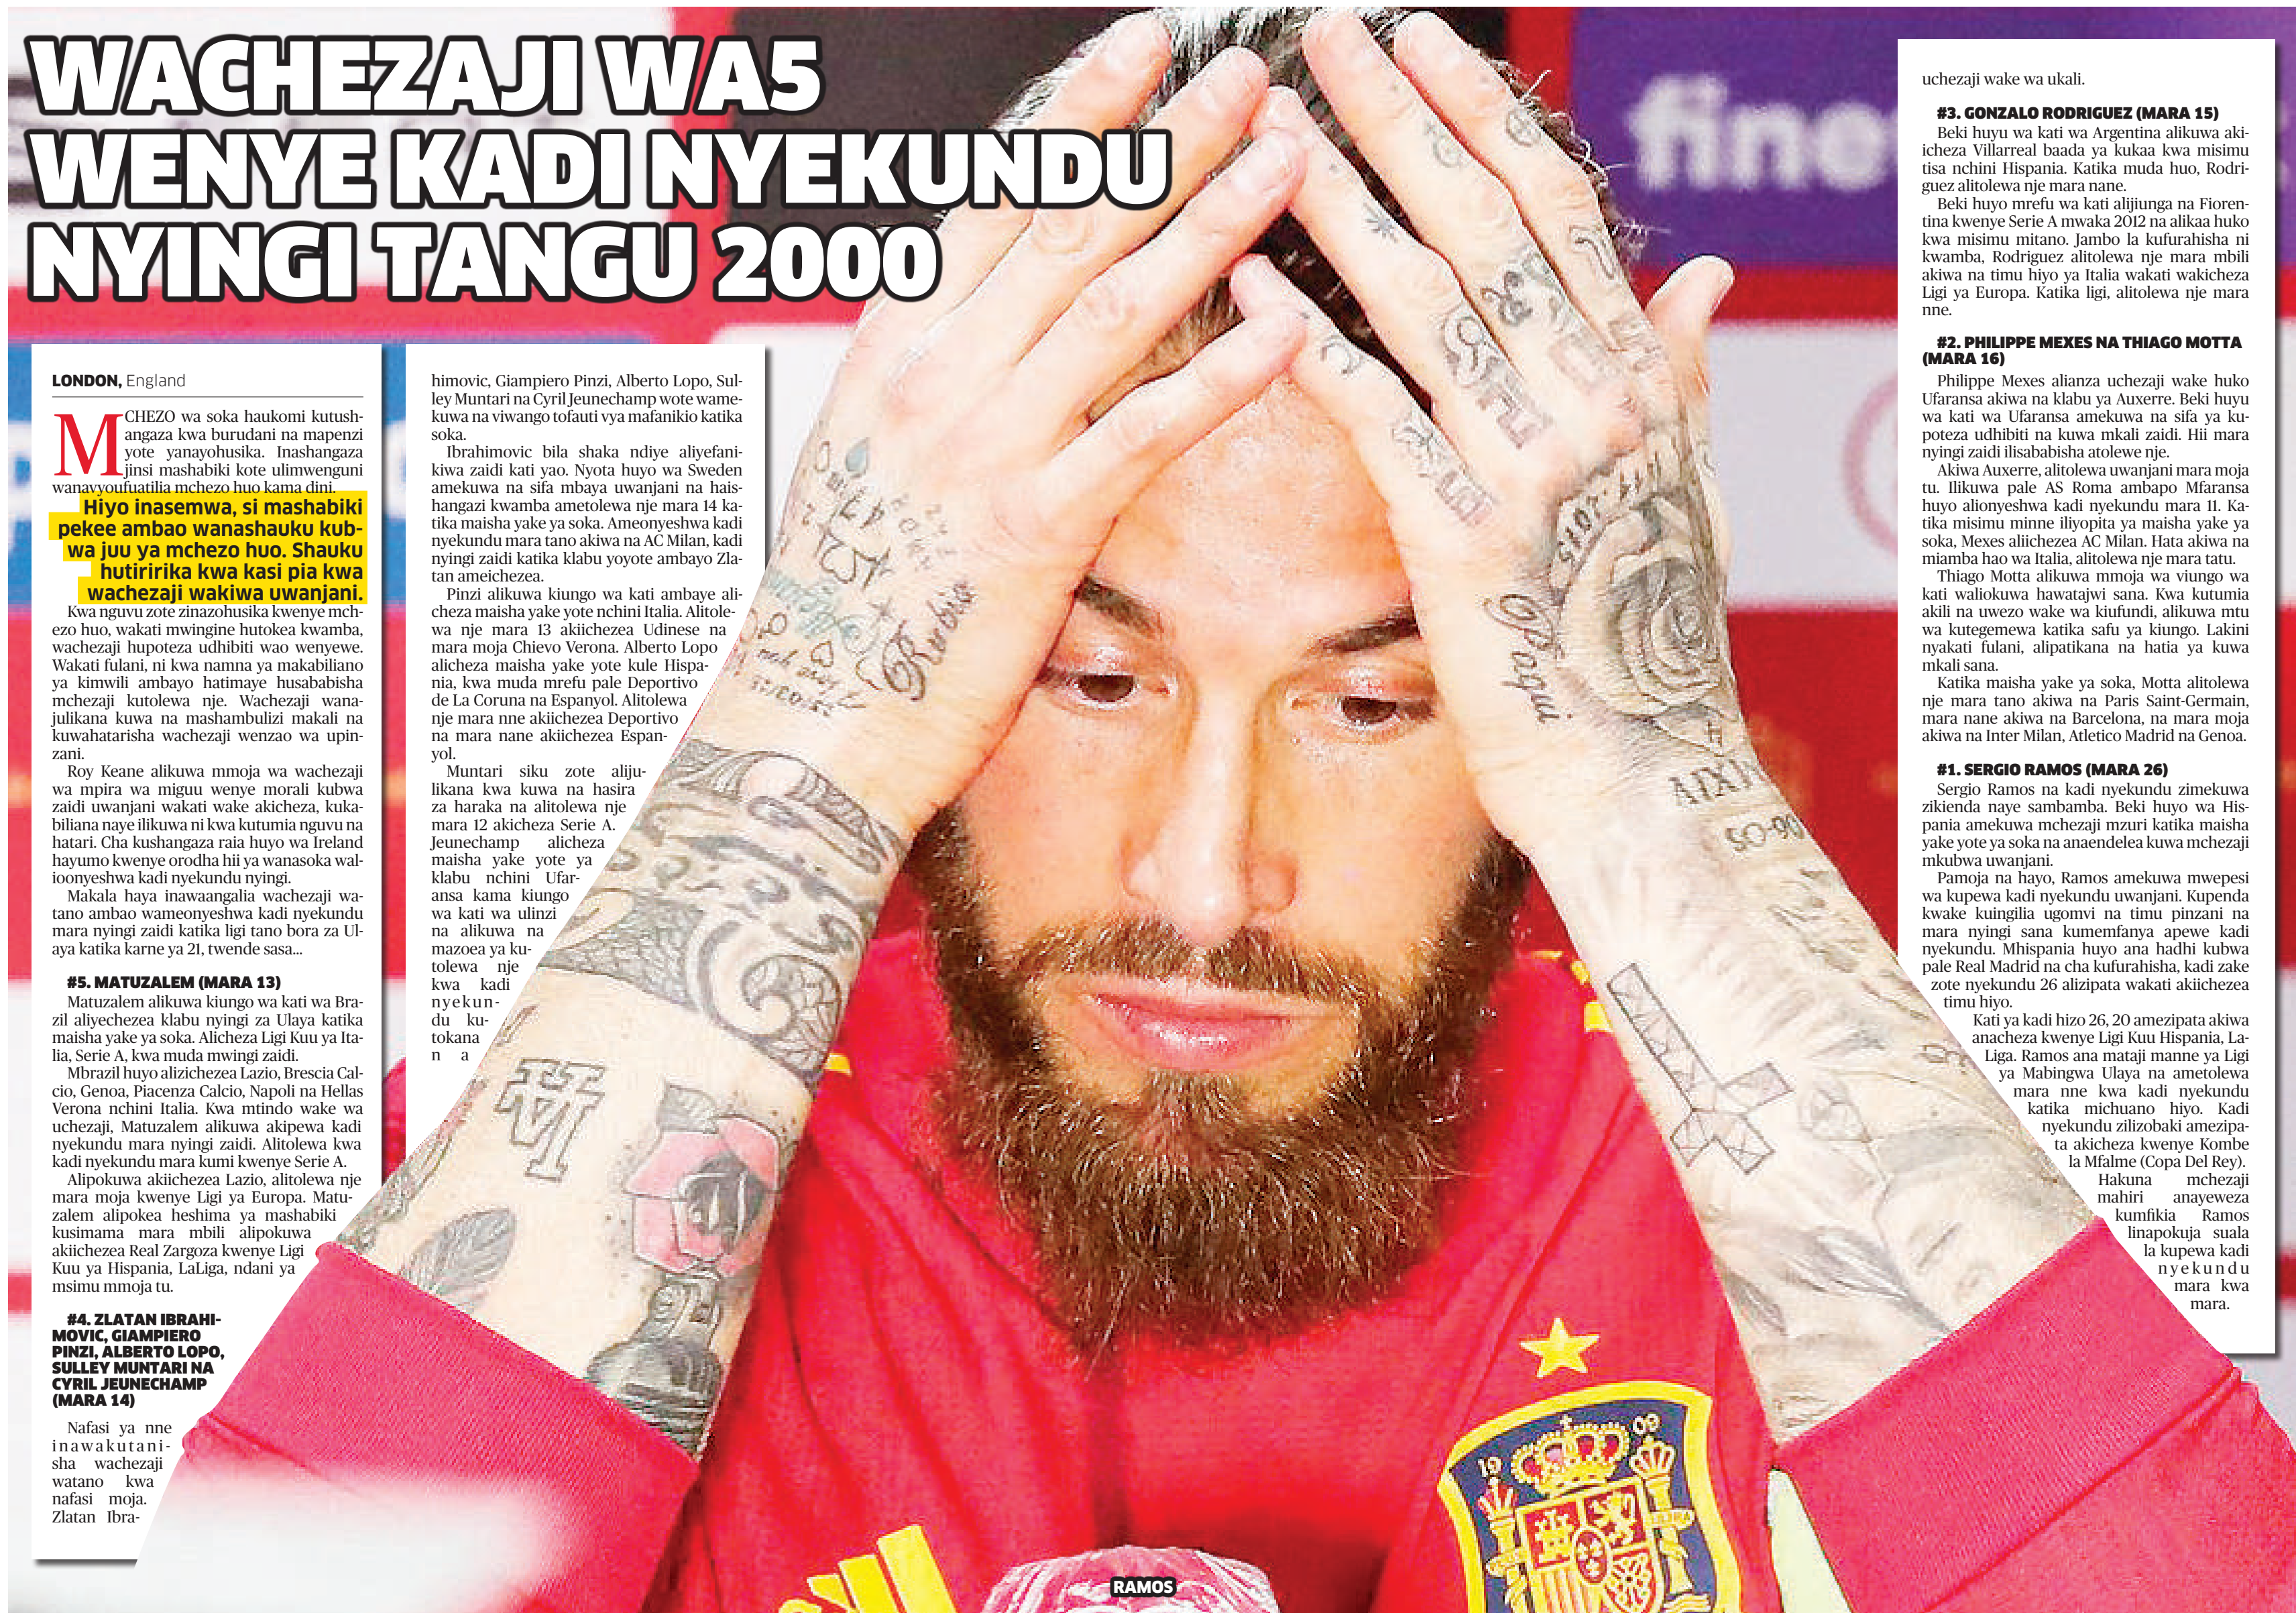 WACHEZAJI WA5
WENYE KADI NYEKUNDU
NYINGI TANGU 2000
LONDON, England
MCHEZO wa soka haukomi kutush-
angaza kwa burudani na mapenzi
yote yanayohusika. Inashangaza
jinsi mashabiki kote ulimwenguni
wanavyoufuatilia mchezo huo kama dini.
Hiyo inasemwa, si mashabiki
pekee ambao wanashauku kub-
wa juu ya mchezo huo. Shauku
hutiririka kwa kasi pia kwa
wachezaji wakiwa uwanjani.
Kwa nguvu zote zinazohusika kwenye mch-
ezo huo, wakati mwingine hutokea kwamba,
wachezaji hupoteza udhibiti wao wenyewe.
Wakati fulani, ni kwa namna ya makabiliano
ya kimwili ambayo hatimaye husababisha
mchezaji kutolewa nje. Wachezaji wana-
julikana kuwa na mashambulizi makali na
kuwahatarisha wachezaji wenzao wa upin-
zani.
Roy Keane alikuwa mmoja wa wachezaji
wa mpira wa miguu wenye morali kubwa
zaidi uwanjani wakati wake akicheza, kuka-
biliana naye ilikuwa ni kwa kutumia nguvu na
hatari. Cha kushangaza raia huyo wa Ireland
hayumo kwenye orodha hii ya wanasoka wal-
ioonyeshwa kadi nyekundu nyingi.
Makala haya inawaangalia wachezaji wa-
tano ambao wameonyeshwa kadi nyekundu
mara nyingi zaidi katika ligi tano bora za Ul-
aya katika karne ya 21, twende sasa...
#5. MATUZALEM (MARA 13)
Matuzalem alikuwa kiungo wa kati wa Bra-
zil aliyechezea klabu nyingi za Ulaya katika
maisha yake ya soka. Alicheza Ligi Kuu ya Ita-
lia, Serie A, kwa muda mwingi zaidi.
Mbrazil huyo alizichezea Lazio, Brescia Cal-
cio, Genoa, Piacenza Calcio, Napoli na Hellas
Verona nchini Italia. Kwa mtindo wake wa
uchezaji, Matuzalem alikuwa akipewa kadi
nyekundu mara nyingi zaidi. Alitolewa kwa
kadi nyekundu mara kumi kwenye Serie A.
Alipokuwa akiichezea Lazio, alitolewa nje
mara moja kwenye Ligi ya Europa. Matu-
zalem alipokea heshima ya mashabiki
kusimama mara mbili alipokuwa
akiichezea Real Zargoza kwenye Ligi
Kuu ya Hispania, LaLiga, ndani ya
msimu mmoja tu.
#4. ZLATAN IBRAHI-
MOVIC, GIAMPIERO
PINZI, ALBERTO LOPO,
SULLEY MUNTARI NA
CYRIL JEUNECHAMP
(MARA 14)
Nafasi ya nne
inawakutani-
sha wachezaji
watano kwa
nafasi moja.
Zlatan Ibra-
himovic, Giampiero Pinzi, Alberto Lopo, Sul-
ley Muntari na Cyril Jeunechamp wote wame-
kuwa na viwango tofauti vya mafanikio katika
soka.
Ibrahimovic bila shaka ndiye aliyefani-
kiwa zaidi kati yao. Nyota huyo wa Sweden
amekuwa na sifa mbaya uwanjani na hais-
hangazi kwamba ametolewa nje mara 14 ka-
tika maisha yake ya soka. Ameonyeshwa kadi
nyekundu mara tano akiwa na AC Milan, kadi
nyingi zaidi katika klabu yoyote ambayo Zla-
tan ameichezea.
Pinzi alikuwa kiungo wa kati ambaye ali-
cheza maisha yake yote nchini Italia. Alitole-
wa nje mara 13 akiichezea Udinese na
mara moja Chievo Verona. Alberto Lopo
alicheza maisha yake yote kule Hispa-
nia, kwa muda mrefu pale Deportivo
de La Coruna na Espanyol. Alitolewa
nje mara nne akiichezea Deportivo
na mara nane akiichezea Espan-
yol.
Muntari siku zote aliju-
likana kwa kuwa na hasira
za haraka na alitolewa nje
mara 12 akicheza Serie A.
Jeunechamp alicheza
maisha yake yote ya
klabu nchini Ufar-
ansa kama kiungo
wa kati wa ulinzi
na alikuwa na
mazoea ya ku-
tolewa nje
kwa kadi
nyekun-
du ku-
tokana
na
uchezaji wake wa ukali.
#3. GONZALO RODRIGUEZ (MARA 15)
Beki huyu wa kati wa Argentina alikuwa aki-
icheza Villarreal baada ya kukaa kwa misimu
tisa nchini Hispania. Katika muda huo, Rodri-
guez alitolewa nje mara nane.
Beki huyo mrefu wa kati alijiunga na Fioren-
tina kwenye Serie A mwaka 2012 na alikaa huko
kwa misimu mitano. Jambo la kufurahisha ni
kwamba, Rodriguez alitolewa nje mara mbili
akiwa na timu hiyo ya Italia wakati wakicheza
Ligi ya Europa. Katika ligi, alitolewa nje mara
nne.
#2. PHILIPPE MEXES NA THIAGO MOTTA
(MARA 16)
Philippe Mexes alianza uchezaji wake huko
Ufaransa akiwa na klabu ya Auxerre. Beki huyu
wa kati wa Ufaransa amekuwa na sifa ya ku-
poteza udhibiti na kuwa mkali zaidi. Hii mara
nyingi zaidi ilisababisha atolewe nje.
Akiwa Auxerre, alitolewa uwanjani mara moja
tu. Ilikuwa pale AS Roma ambapo Mfaransa
huyo alionyeshwa kadi nyekundu mara 11. Ka-
tika misimu minne iliyopita ya maisha yake ya
soka, Mexes aliichezea AC Milan. Hata akiwa na
miamba hao wa Italia, alitolewa nje mara tatu.
Thiago Motta alikuwa mmoja wa viungo wa
kati waliokuwa hawatajwi sana. Kwa kutumia
akili na uwezo wake wa kiufundi, alikuwa mtu
wa kutegemewa katika safu ya kiungo. Lakini
nyakati fulani, alipatikana na hatia ya kuwa
mkali sana.
Katika maisha yake ya soka, Motta alitolewa
nje mara tano akiwa na Paris Saint-Germain,
mara nane akiwa na Barcelona, na mara moja
akiwa na Inter Milan, Atletico Madrid na Genoa.
#1. SERGIO RAMOS (MARA 26)
Sergio Ramos na kadi nyekundu zimekuwa
zikienda naye sambamba. Beki huyo wa His-
pania amekuwa mchezaji mzuri katika maisha
yake yote ya soka na anaendelea kuwa mchezaji
mkubwa uwanjani.
Pamoja na hayo, Ramos amekuwa mwepesi
wa kupewa kadi nyekundu uwanjani. Kupenda
kwake kuingilia ugomvi na timu pinzani na
mara nyingi sana kumemfanya apewe kadi
nyekundu. Mhispania huyo ana hadhi kubwa
pale Real Madrid na cha kufurahisha, kadi zake
zote nyekundu 26 alizipata wakati akiichezea
timu hiyo.
Kati ya kadi hizo 26, 20 amezipata akiwa
anacheza kwenye Ligi Kuu Hispania, La-
Liga. Ramos ana mataji manne ya Ligi
ya Mabingwa Ulaya na ametolewa
mara nne kwa kadi nyekundu
katika michuano hiyo. Kadi
nyekundu zilizobaki amezipa-
ta akicheza kwenye Kombe
la Mfalme (Copa Del Rey).
Hakuna mchezaji
mahiri anayeweza
kumfikia Ramos
linapokuja suala
la kupewa kadi
nyekundu
mara kwa
mara.
fine
Rubio
Paqui
AIXIM
90-05
19 09
RAMOS